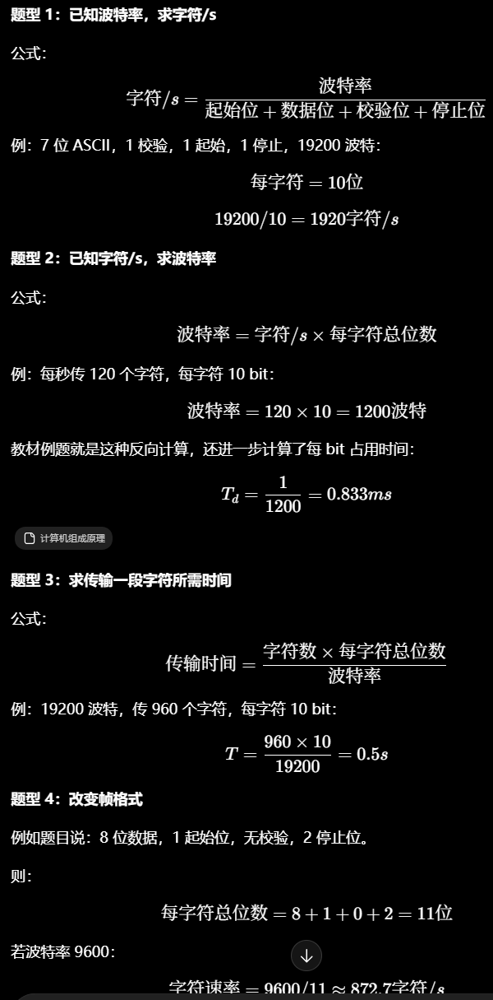 题型 1：已知波特率，求字符/s
公式：
字符/s = 波特率 / 起始位 + 数据位 + 校验位 + 停止位
例：7 位 ASCII，1 校验，1 起始，1 停止，19200 波特：
每字符 = 10位
19200/10 = 1920字符/s
题型 2：已知字符/s，求波特率
公式：
波特率 = 字符/s × 每字符总位数
例：每秒传 120 个字符，每字符 10 bit：
波特率 = 120 × 10 = 1200波特
教材例题就是这种反向计算，还进一步计算了每 bit 占用时间：
T_d = 1 / 1200 = 0.833ms
计算机组成原理
题型 3：求传输一段字符所需时间
公式：
传输时间 = 字符数 × 每字符总位数 / 波特率
例：19200 波特，传 960 个字符，每字符 10 bit：
T = 960 × 10 / 19200 = 0.5s
题型 4：改变帧格式
例如题目说：8 位数据，1 起始位，无校验，2 停止位。
则：
每字符总位数 = 8 + 1 + 0 + 2 = 11位
若波特率 9600：
字符速率 = 9600/11 ≈ 872.7字符/s